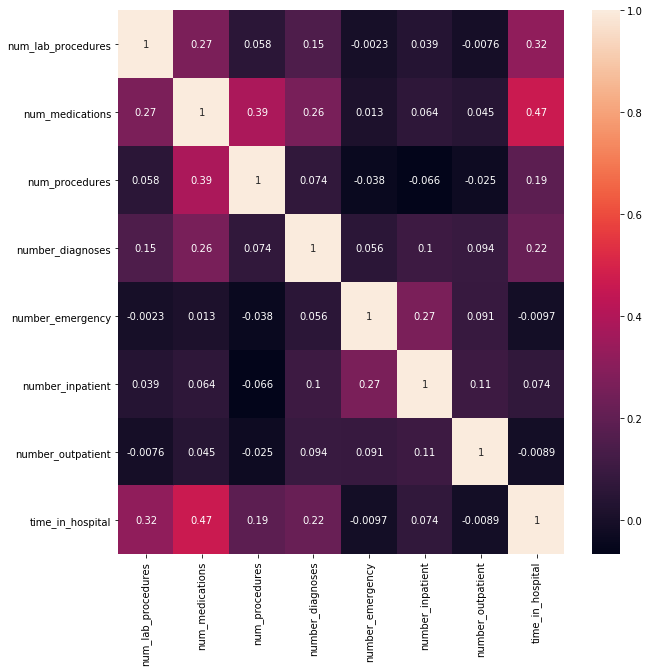 num_lab_procedures 1 0.27 0.058 0.15 -0.0023 0.039 -0.0076 0.32
num_medications 0.27 1 0.39 0.26 0.013 0.064 0.045 0.47
num_procedures 0.058 0.39 1 0.074 -0.038 -0.066 -0.025 0.19
number_diagnoses 0.15 0.26 0.074 1 0.056 0.1 0.094 0.22
number_emergency -0.0023 0.013 -0.038 0.056 1 0.27 0.091 -0.0097
number_inpatient 0.039 0.064 -0.066 0.1 0.27 1 0.11 0.074
number_outpatient -0.0076 0.045 -0.025 0.094 0.091 0.11 1 -0.0089
time_in_hospital 0.32 0.47 0.19 0.22 -0.0097 0.074 -0.0089 1
num_lab_procedures
num_medications
num_procedures
number_diagnoses
number_emergency
number_inpatient
number_outpatient
time_in_hospital
1.0
0.8
0.6
0.4
0.2
0.0